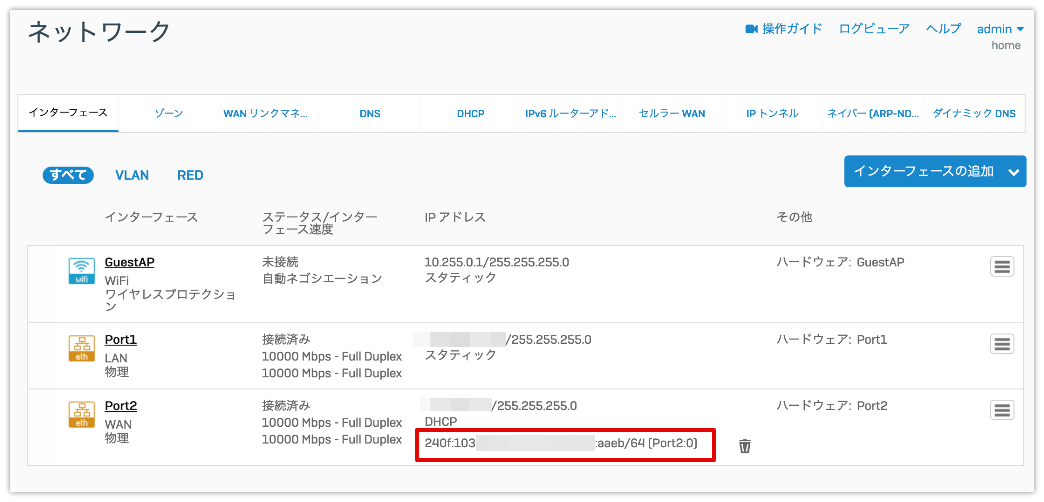 ネットワーク
操作ガイド ログビューア ヘルプ admin
home
インターフェース ゾーン WAN リンクマネ... DNS DHCP IPv6 ルーターアド... セルラー WAN IP トンネル ネイバー (ARP-ND... ダイナミック DNS
すべて VLAN RED
インターフェースの追加
インターフェース ステータス/インター IP アドレス その他
フェース速度
GuestAP 未接続 10.255.0.1/255.255.255.0 ハードウェア: GuestAP
WiFi 自動ネゴシエーション スタティック
wifi
ワイヤレスプロテクショ
ン
Port1 接続済み /255.255.255.0 ハードウェア: Port1
LAN 10000 Mbps - Full Duplex スタティック
eth
物理 10000 Mbps - Full Duplex
Port2 接続済み /255.255.255.0 ハードウェア: Port2
WAN 10000 Mbps - Full Duplex DHCP
eth
物理 10000 Mbps - Full Duplex 240f:103 :aaeb/64 (Port2:0)